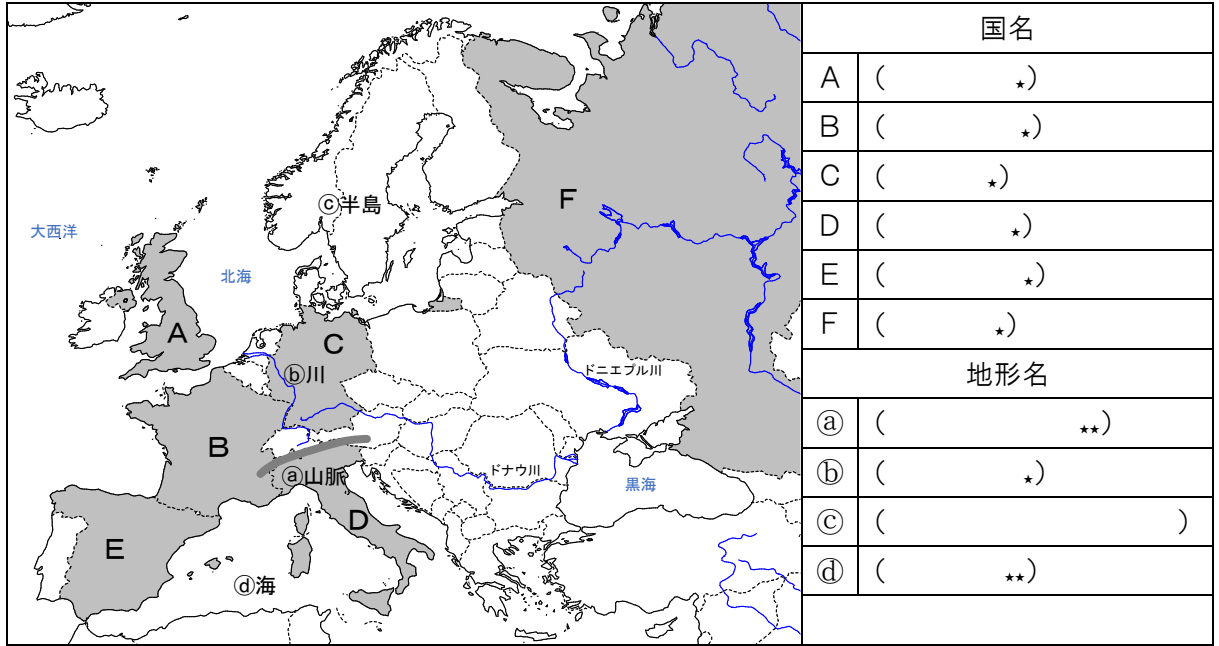 ⓒ半島
F
大西洋
北海
A
C
ⓑ川
ドニエプル川
B
ⓐ山脈
ドナウ川
黒海
D
E
ⓓ海
国名
A （ ★）
B （ ★）
C （ ★）
D （ ★）
E （ ★）
F （ ★）
地形名
ⓐ （ ★★）
ⓑ （ ★）
ⓒ （ ）
ⓓ （ ★★）